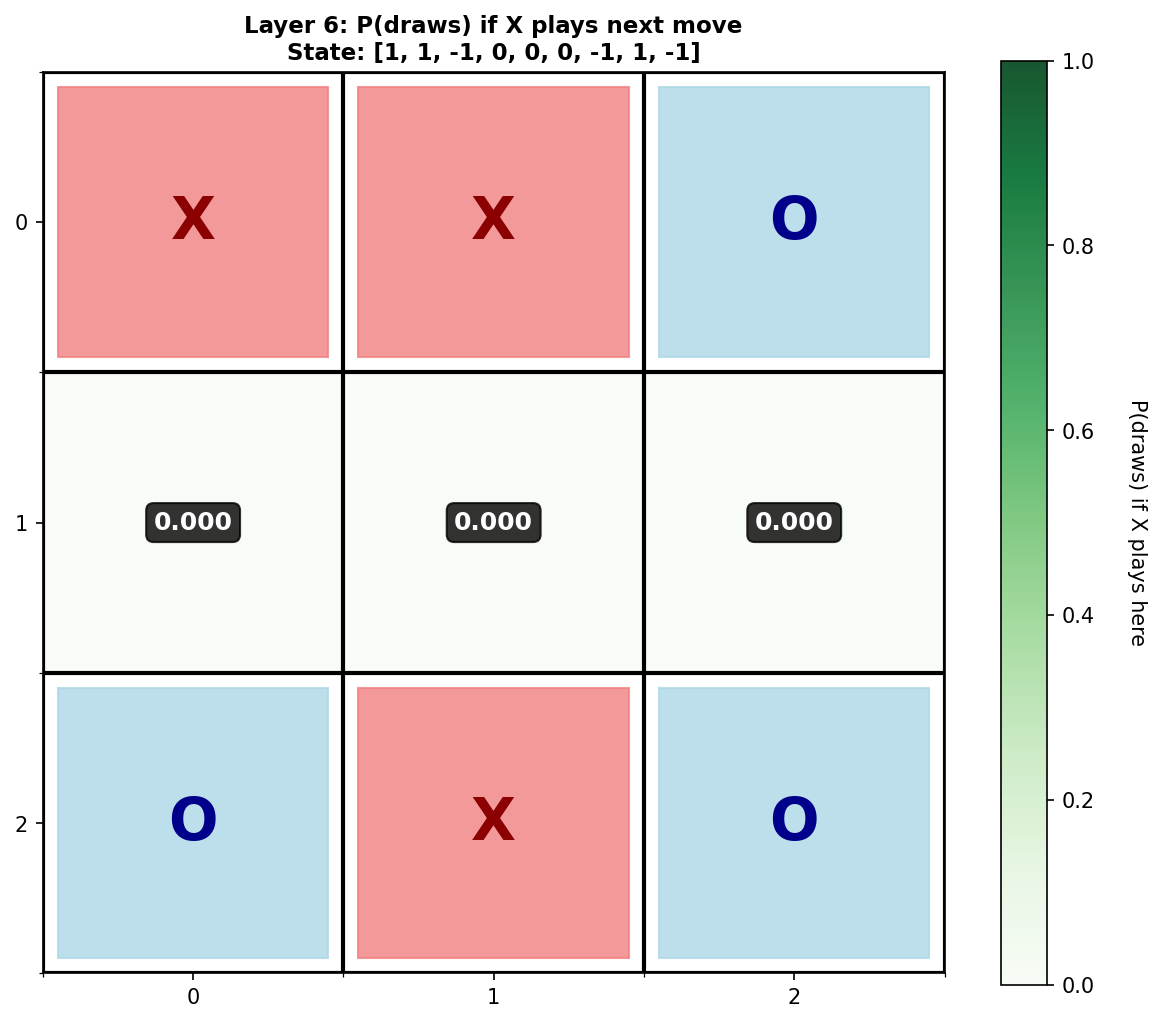 Layer 6: P(draws) if X plays next move
State: [1, 1, -1, 0, 0, 0, -1, 1, -1]
0
X
X
O
1
0.000
0.000
0.000
2
O
X
O
0
1
2
1.0
0.8
0.6
0.4
0.2
0.0
P(draws) if X plays here